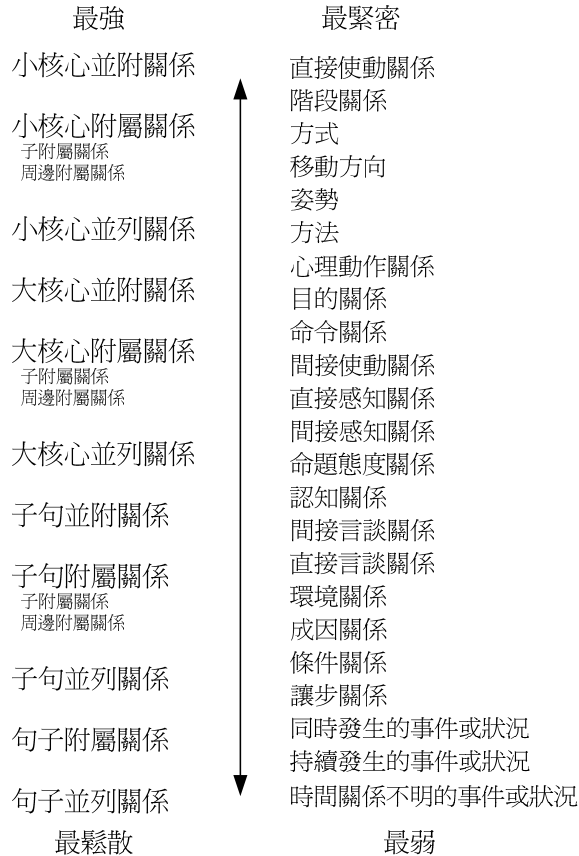 最強
小核心並附關係
小核心附屬關係
子附屬關係
周邊附屬關係
小核心並列關係
大核心並附關係
大核心附屬關係
子附屬關係
周邊附屬關係
大核心並列關係
子句並附關係
子句附屬關係
子附屬關係
周邊附屬關係
子句並列關係
句子附屬關係
句子並列關係
最鬆散
最緊密
直接使動關係
階段關係
方式
移動方向
姿勢
方法
心理動作關係
目的關係
命令關係
間接使動關係
直接感知關係
間接感知關係
命題態度關係
認知關係
間接言談關係
直接言談關係
環境關係
成因關係
條件關係
讓步關係
同時發生的事件或狀況
持續發生的事件或狀況
時間關係不明的事件或狀況
最弱